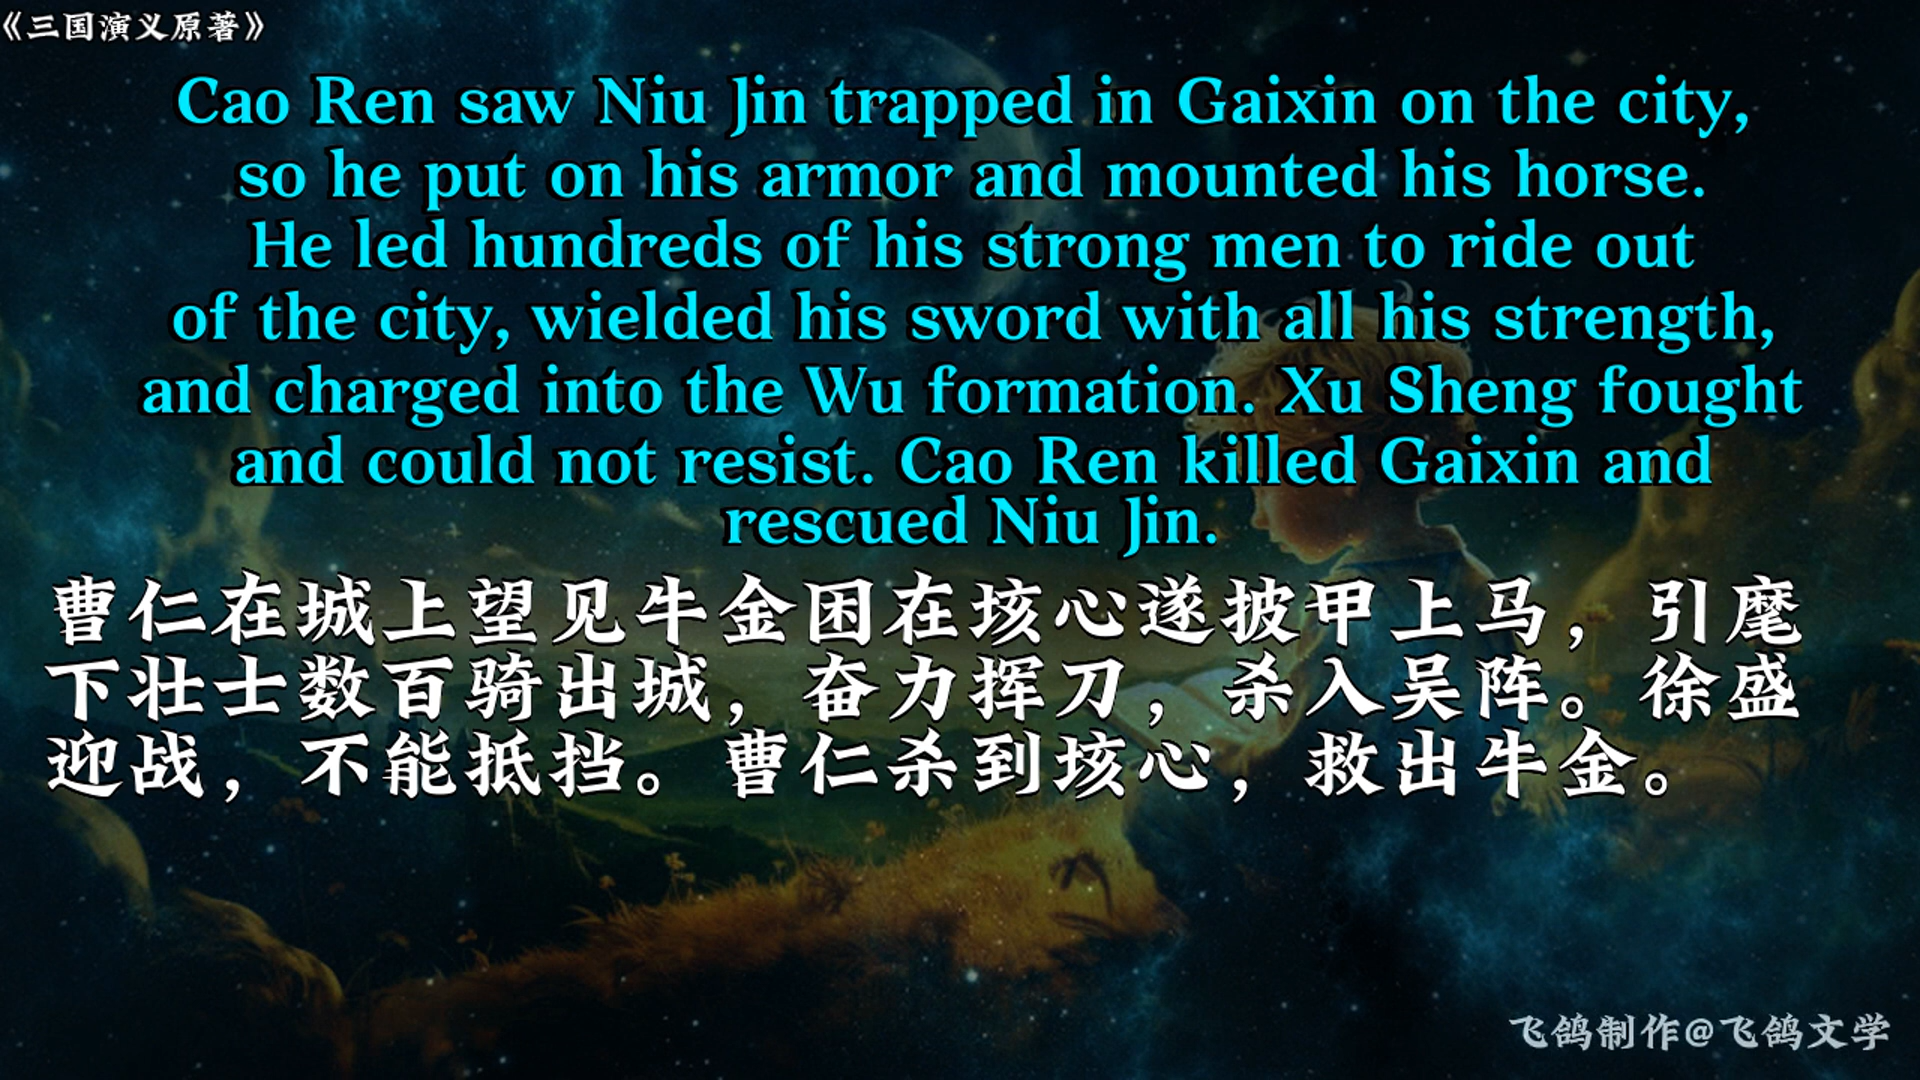 《三国演义原著》
Cao Ren saw Niu Jin trapped in Gaixin on the city,
so he put on his armor and mounted his horse.
He led hundreds of his strong men to ride out
of the city, wielded his sword with all his strength,
and charged into the Wu formation. Xu Sheng fought
and could not resist. Cao Ren killed Gaixin and
rescued Niu Jin.
曹仁在城上望见牛金困在垓心遂披甲上马，引麾
下壮士数百骑出城，奋力挥刀，杀入吴阵。徐盛
迎战，不能抵挡。曹仁杀到垓心，救出牛金。
飞鸽制作@飞鸽文学